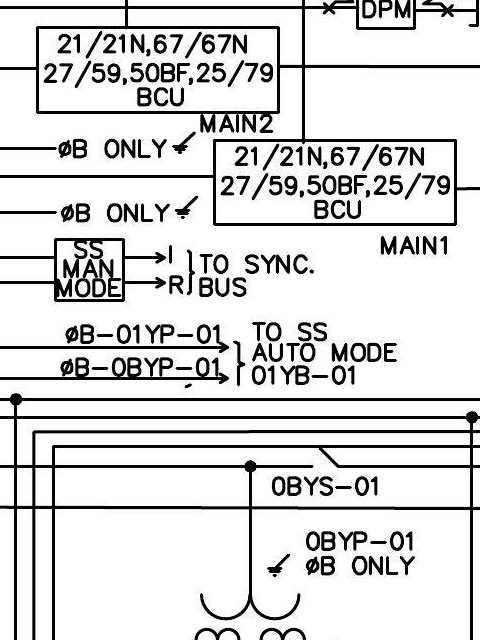 DPM
21/21N,67/67N
27/59,50BF,25/79
BCU
MAIN2
øB ONLY
21/21N,67/67N
27/59,50BF,25/79
BCU
MAIN1
øB ONLY
SS
MAN
MODE
I
R
TO SYNC.
BUS
øB-01YP-01
øB-0BYP-01
TO SS
AUTO MODE
01YB-01
0BYS-01
0BYP-01
øB ONLY